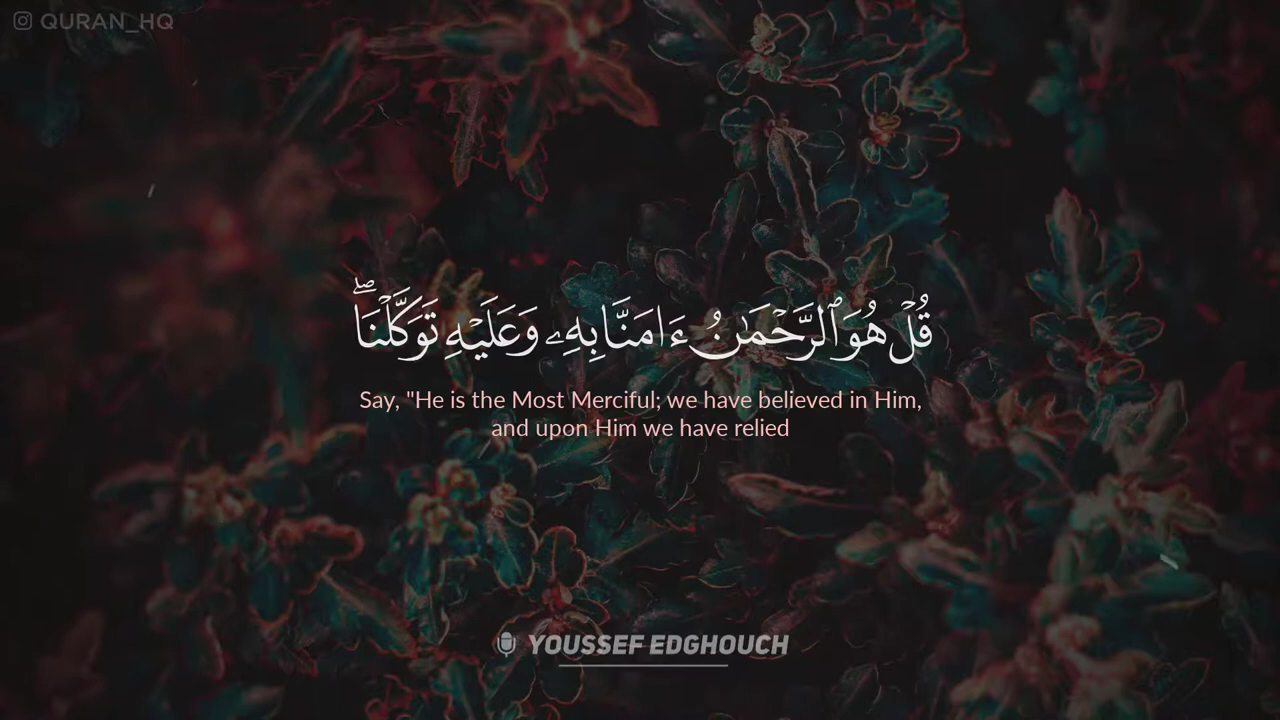 QURAN_HQ
قُلْ هُوَ ٱلرَّحْمَـٰنُ ءَامَنَّا بِهِۦ وَعَلَيْهِ تَوَكَّلْنَا ۖ
Say, "He is the Most Merciful; we have believed in Him,
and upon Him we have relied
YOUSSEF EDGHOUCH